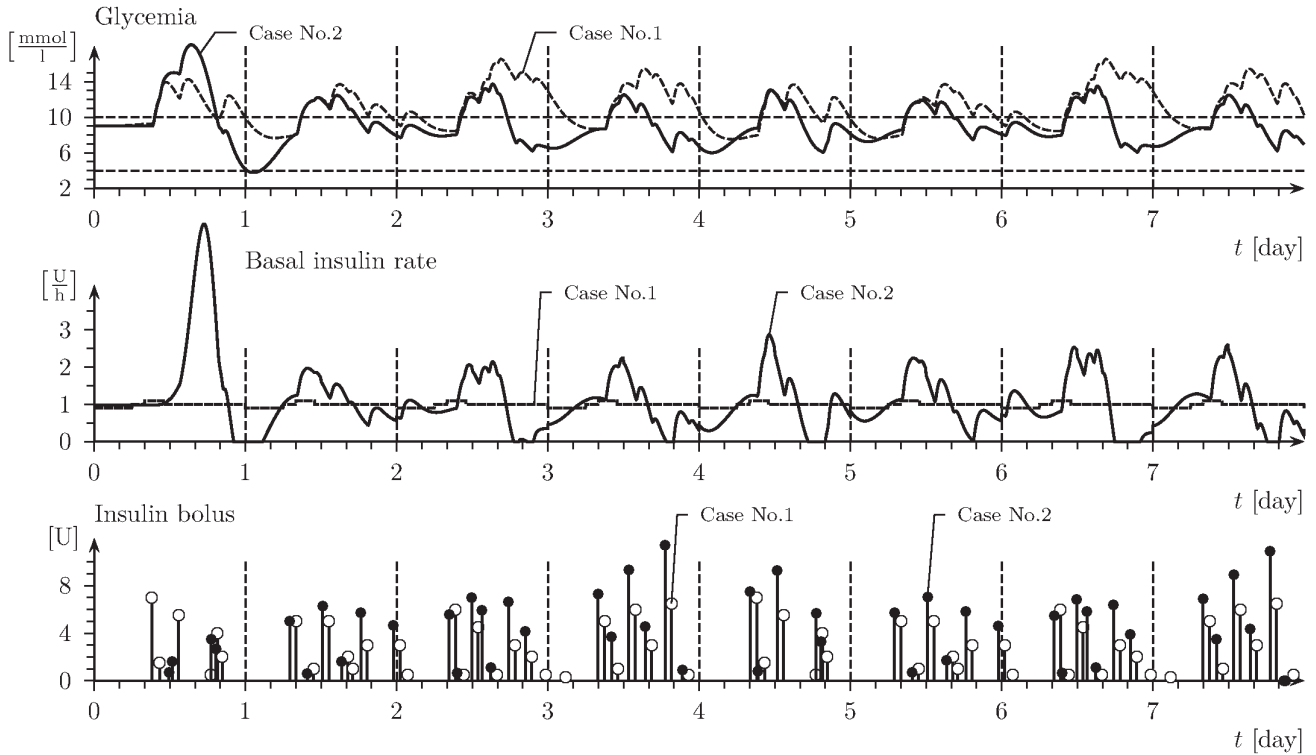 Glycemia
[mmol/l]
Case No.2
Case No.1
14
10
6
2
0 1 2 3 4 5 6 7
t [day]
Basal insulin rate
[U/h]
Case No.1
Case No.2
3
2
1
0
0 1 2 3 4 5 6 7
t [day]
Insulin bolus
[U]
Case No.1
Case No.2
8
4
0
0 1 2 3 4 5 6 7
t [day]